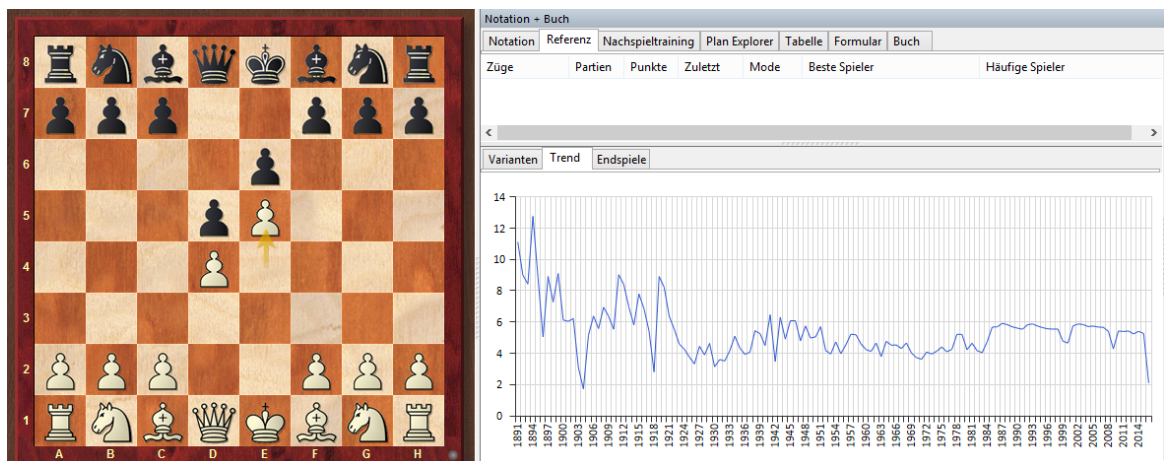 8
7
6
5
4
3
2
1
A B C D E F G H
Notation + Buch
Notation Referenz Nachspieltraining Plan Explorer Tabelle Formular Buch
Züge Partien Punkte Zuletzt Mode Beste Spieler Häufige Spieler
Varianten Trend Endspiele
14
12
10
8
6
4
2
0
1891 1894 1897 1900 1903 1906 1909 1912 1915 1918 1921 1924 1927 1930 1933 1936 1939 1942 1945 1948 1951 1954 1957 1960 1963 1966 1969 1972 1975 1978 1981 1984 1987 1990 1993 1996 1999 2002 2005 2008 2011 2014